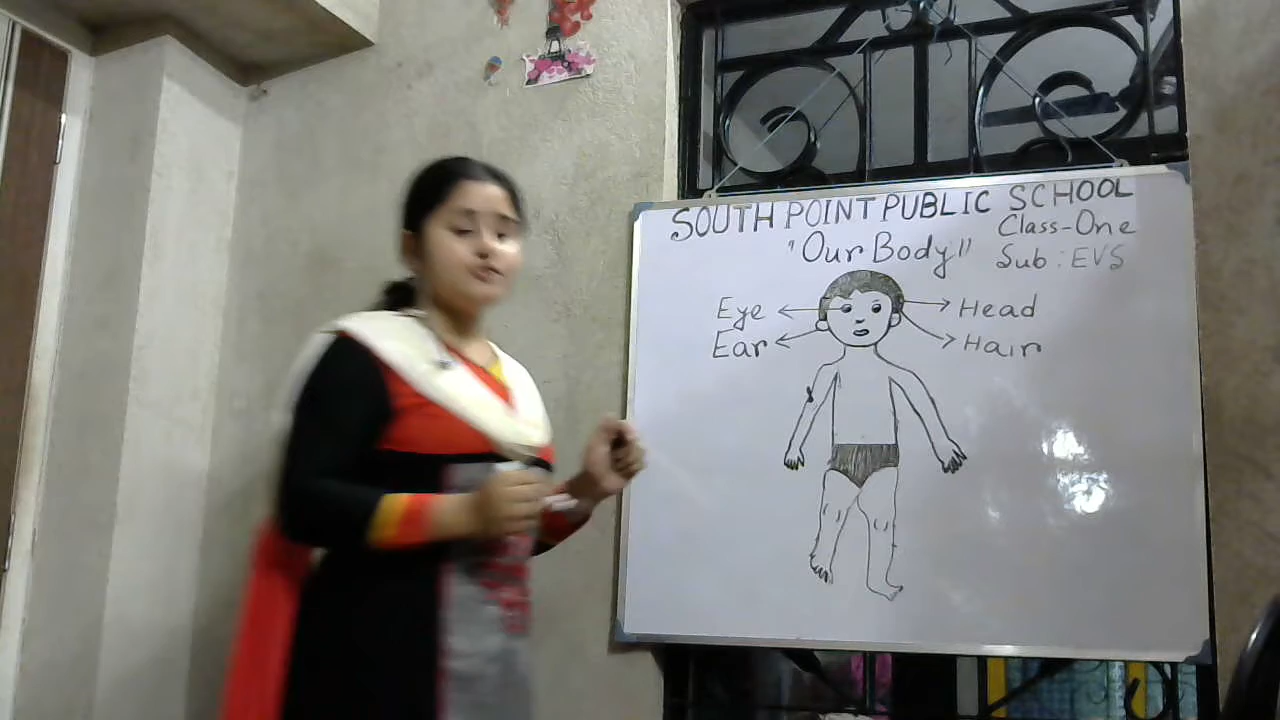 SOUTH POINT PUBLIC SCHOOL
Class-One
"Our Body"
Sub : EVS
Eye
Head
Ear
Hair